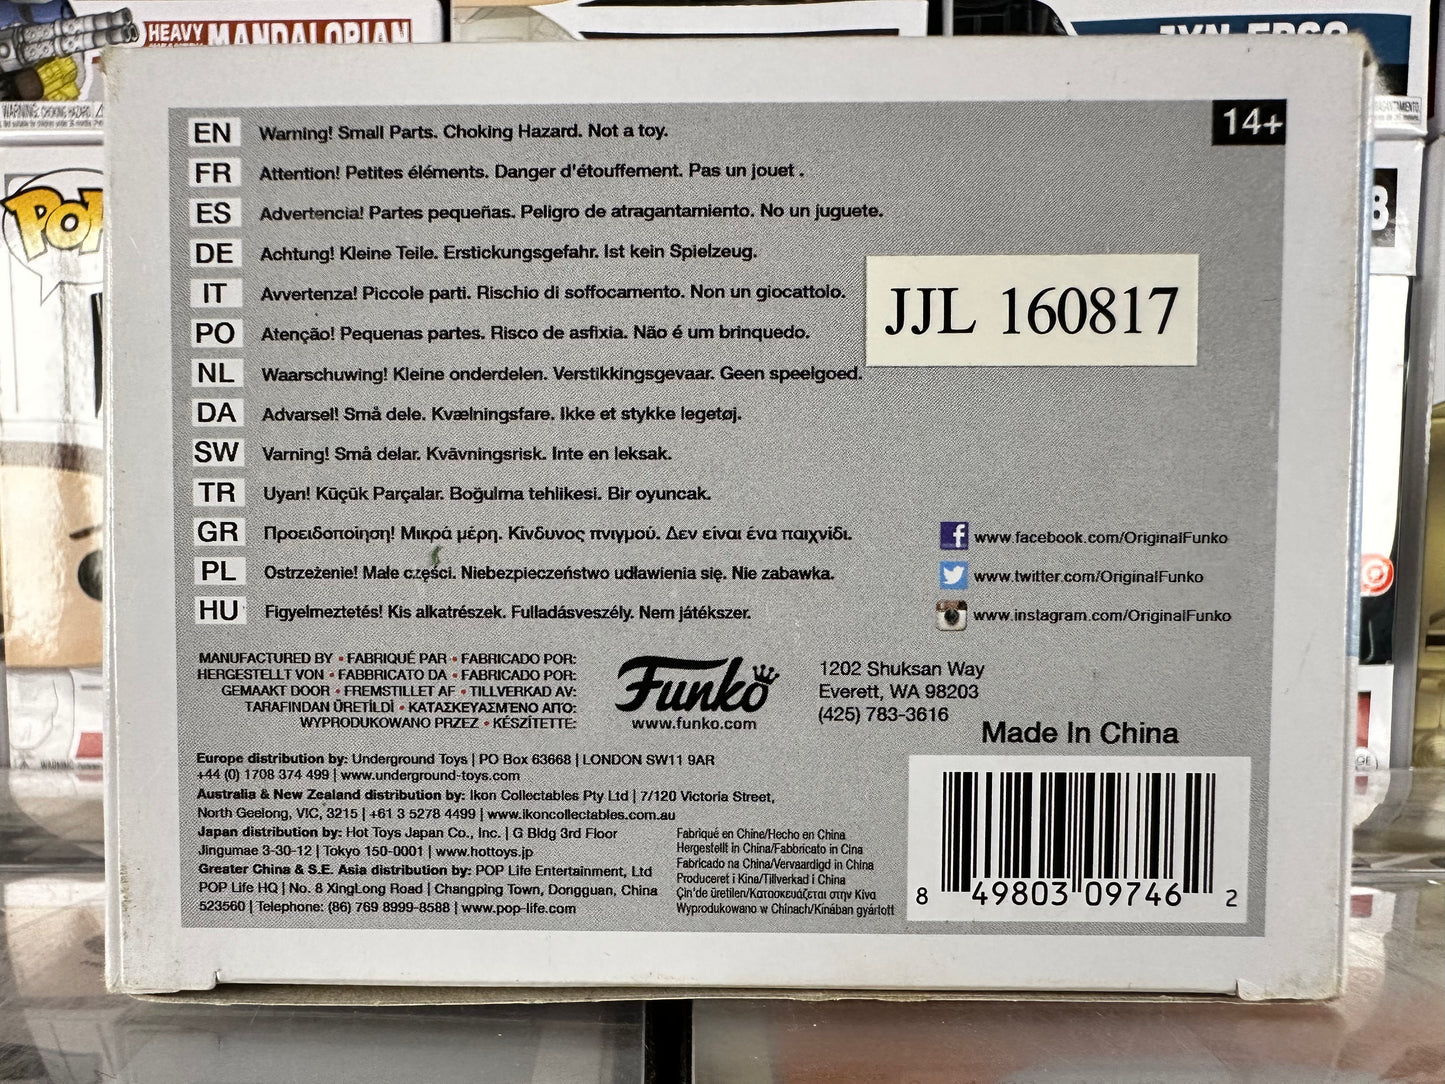 HEAVY MANDALORIAN
WARNING: CHOKING HAZARD.
JYN ERSO
POP
14+
EN Warning! Small Parts. Choking Hazard. Not a toy.
FR Attention! Petites éléments. Danger d'étouffement. Pas un jouet .
ES Advertencia! Partes pequeñas. Peligro de atragantamiento. No un juguete.
DE Achtung! Kleine Teile. Erstickungsgefahr. Ist kein Spielzeug.
IT Avvertenza! Piccole parti. Rischio di soffocamento. Non un giocattolo.
PO Atenção! Pequenas partes. Risco de asfixia. Não é um brinquedo.
NL Waarschuwing! Kleine onderdelen. Verstikkingsgevaar. Geen speelgoed.
DA Advarsel! Små dele. Kvælningsfare. Ikke et stykke legetøj.
SW Varning! Små delar. Kvävningsrisk. Inte en leksak.
TR Uyan! Küçük Parçalar. Boğulma tehlikesi. Bir oyuncak.
GR Προειδοποίηση! Μικρά μέρη. Κίνδυνος πνιγμού. Δεν είναι ένα παιχνίδι.
PL Ostrzeżenie! Małe części. Niebezpieczeństwo udławienia się. Nie zabawka.
HU Figyelmeztetés! Kis alkatrészek. Fulladásveszély. Nem játékszer.
JJL 160817
www.facebook.com/OriginalFunko
www.twitter.com/OriginalFunko
www.instagram.com/OriginalFunko
MANUFACTURED BY • FABRIQUÉ PAR • FABRICADO POR:
HERGESTELLT VON • FABBRICATO DA • FABRICADO POR:
GEMAAKT DOOR • FREMSTILLET AF • TILLVERKAD AV:
TARAFINDAN ÜRETİLDİ • ΚΑΤΑΣΚΕΥΑΣΜΈΝΟ ΑΠΌ:
WYPRODUKOWANO PRZEZ • KÉSZÍTETTE:
Funko
www.funko.com
1202 Shuksan Way
Everett, WA 98203
(425) 783-3616
Made In China
Europe distribution by: Underground Toys | PO Box 63668 | LONDON SW11 9AR
+44 (0) 1708 374 499 | www.underground-toys.com
Australia & New Zealand distribution by: Ikon Collectables Pty Ltd | 7/120 Victoria Street,
North Geelong, VIC, 3215 | +61 3 5278 4499 | www.ikoncollectables.com.au
Japan distribution by: Hot Toys Japan Co., Inc. | G Bldg 3rd Floor
Jingumae 3-30-12 | Tokyo 150-0001 | www.hottoys.jp
Greater China & S.E. Asia distribution by: POP Life Entertainment, Ltd
POP Life HQ | No. 8 XingLong Road | Changping Town, Dongguan, China
523560 | Telephone: (86) 769 8999-8588 | www.pop-life.com
Fabriqué en Chine/Hecho en China
Hergestellt in China/Fabbricato in Cina
Fabricado na China/Vervaardigd in China
Produceret i Kina/Tillverkad i China
Çin'de üretilen/Κατασκευάζεται στην Κίνα
Wyprodukowano w Chinach/Kínában gyártott
8 49803 09746 2